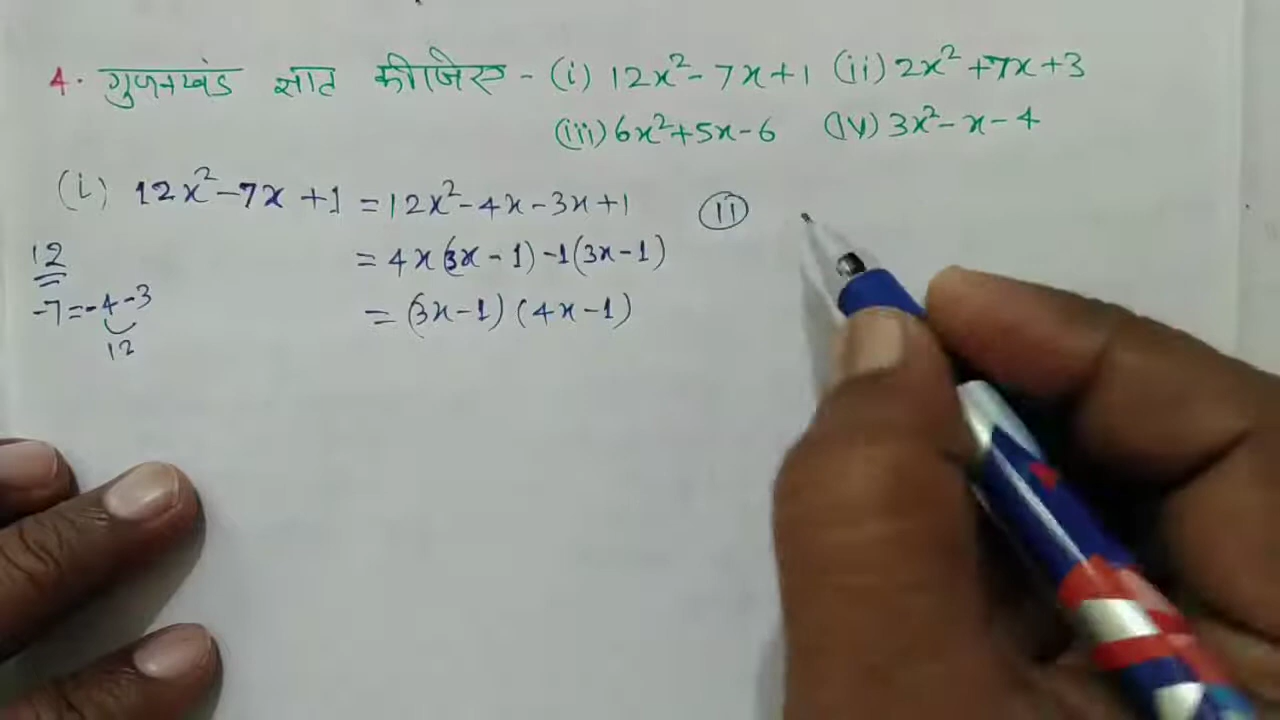 4. गुणनखंड ज्ञात कीजिए - (i) 12x² - 7x + 1 (ii) 2x² + 7x + 3
(iii) 6x² + 5x - 6 (iv) 3x² - x - 4
(i) 12x² - 7x + 1 = 12x² - 4x - 3x + 1
= 4x(3x - 1) - 1(3x - 1)
= (3x - 1) (4x - 1)
12
-7 = -4 - 3
12
(ii)